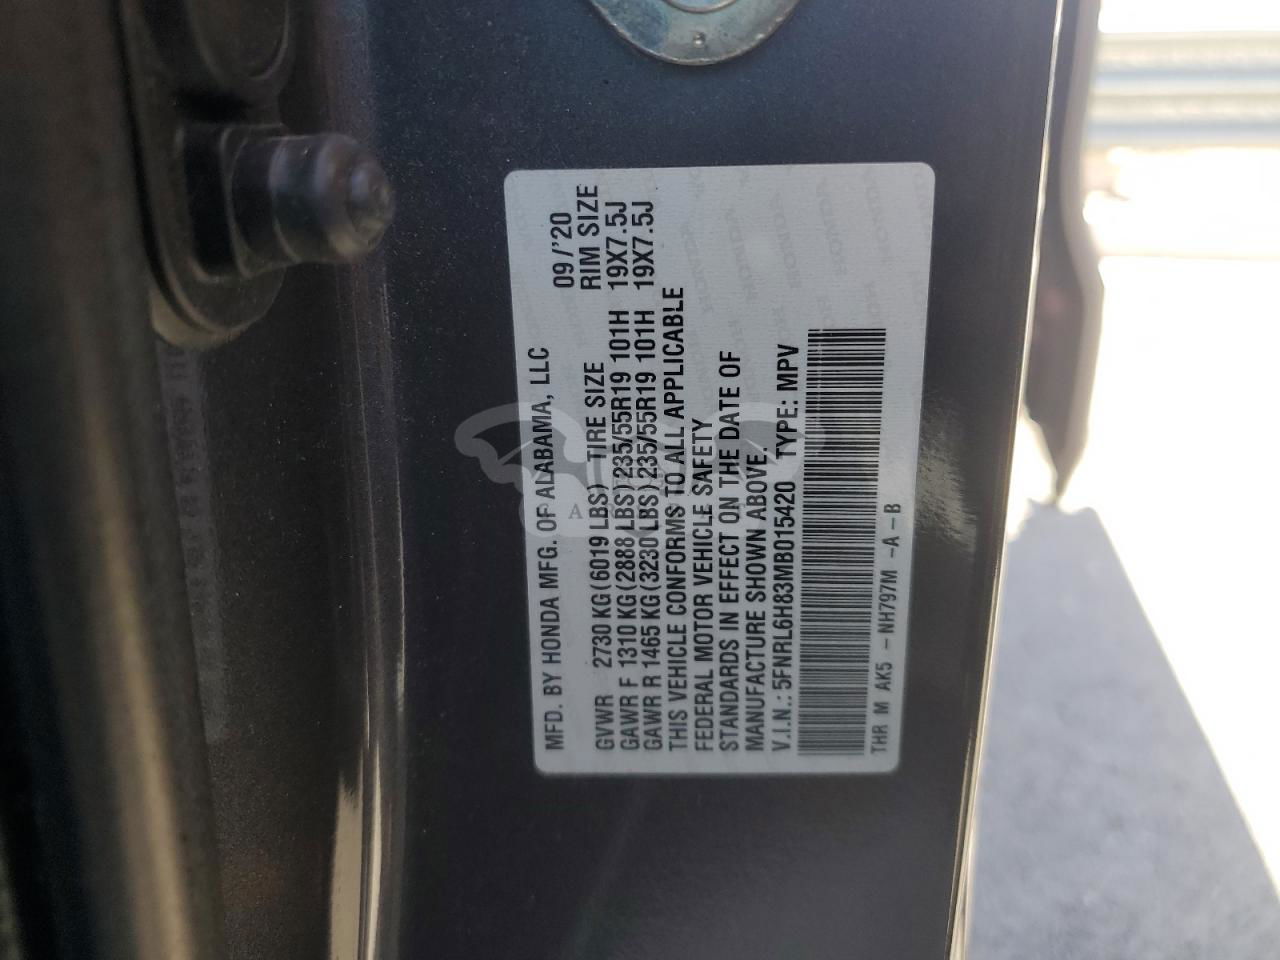 MFD. BY HONDA MFG. OF ALABAMA, LLC 09/'20
GVWR 2730 KG (6019 LBS) TIRE SIZE RIM SIZE
GAWR F 1310 KG (2888 LBS) 235/55R19 101H 19X7.5J
GAWR R 1465 KG (3230 LBS) 235/55R19 101H 19X7.5J
THIS VEHICLE CONFORMS TO ALL APPLICABLE
FEDERAL MOTOR VEHICLE SAFETY
STANDARDS IN EFFECT ON THE DATE OF
MANUFACTURE SHOWN ABOVE.
V.I.N.: 5FNRL6H83MB015420 TYPE: MPV
THR M AK5 - NH797M -A-B